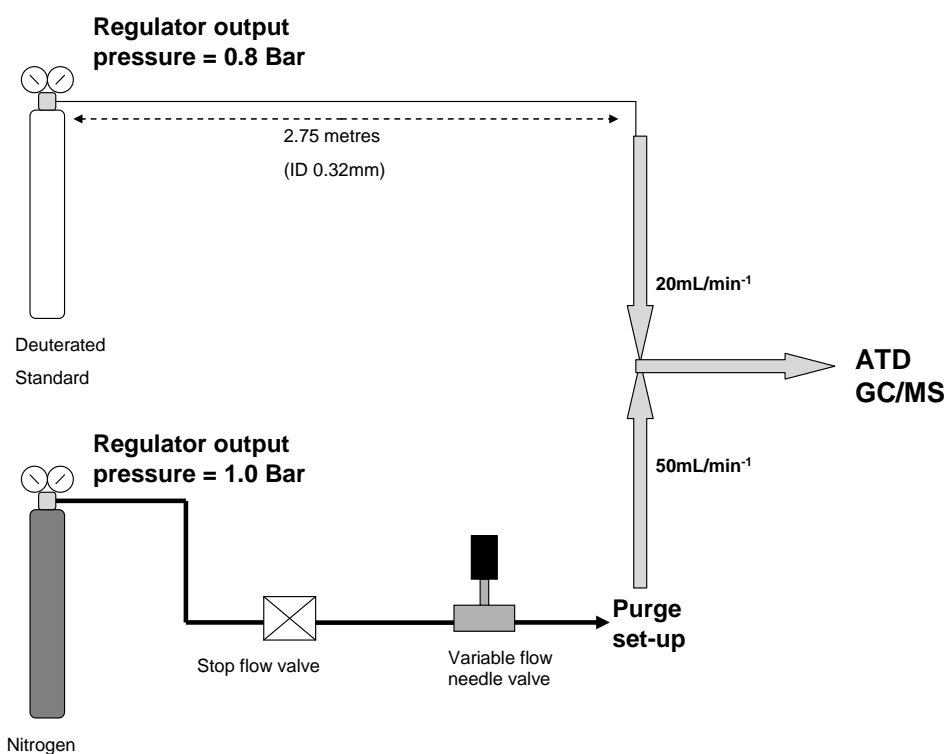 Regulator output
pressure = 0.8 Bar
2.75 metres
(ID 0.32mm)
20mL/min⁻¹
Deuterated
Standard
ATD
GC/MS
Regulator output
pressure = 1.0 Bar
50mL/min⁻¹
Purge
set-up
Stop flow valve
Variable flow
needle valve
Nitrogen